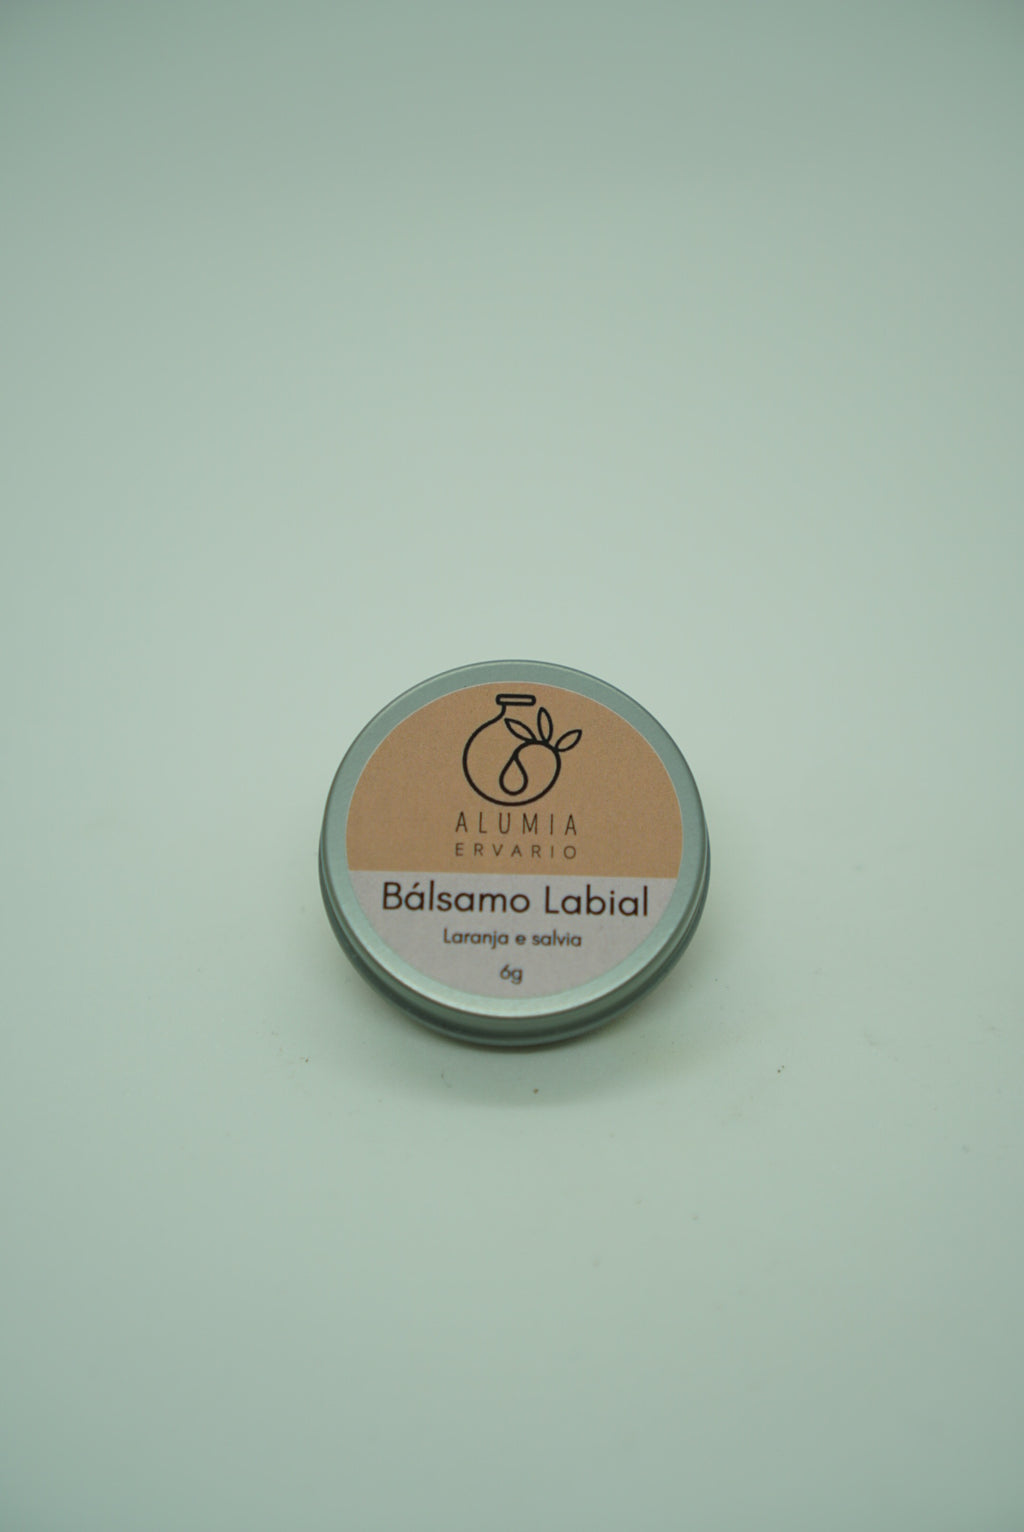 ALUMIA
ERVARIO
Bálsamo Labial
Laranja e salvia
6g